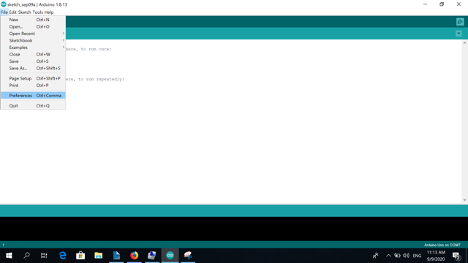 sketch_sep09a | Arduino 1.8.13
File Edit Sketch Tools Help
New Ctrl+N
Open... Ctrl+O
Open Recent
Sketchbook
Examples
Close Ctrl+W
Save Ctrl+S
Save As... Ctrl+Shift+S
Page Setup Ctrl+Shift+P
Print Ctrl+P
Preferences Ctrl+Comma
Quit Ctrl+Q
here, to run once:
here, to run repeatedly:
Arduino Uno on COM7
ENG
11:13 AM
9/9/2020